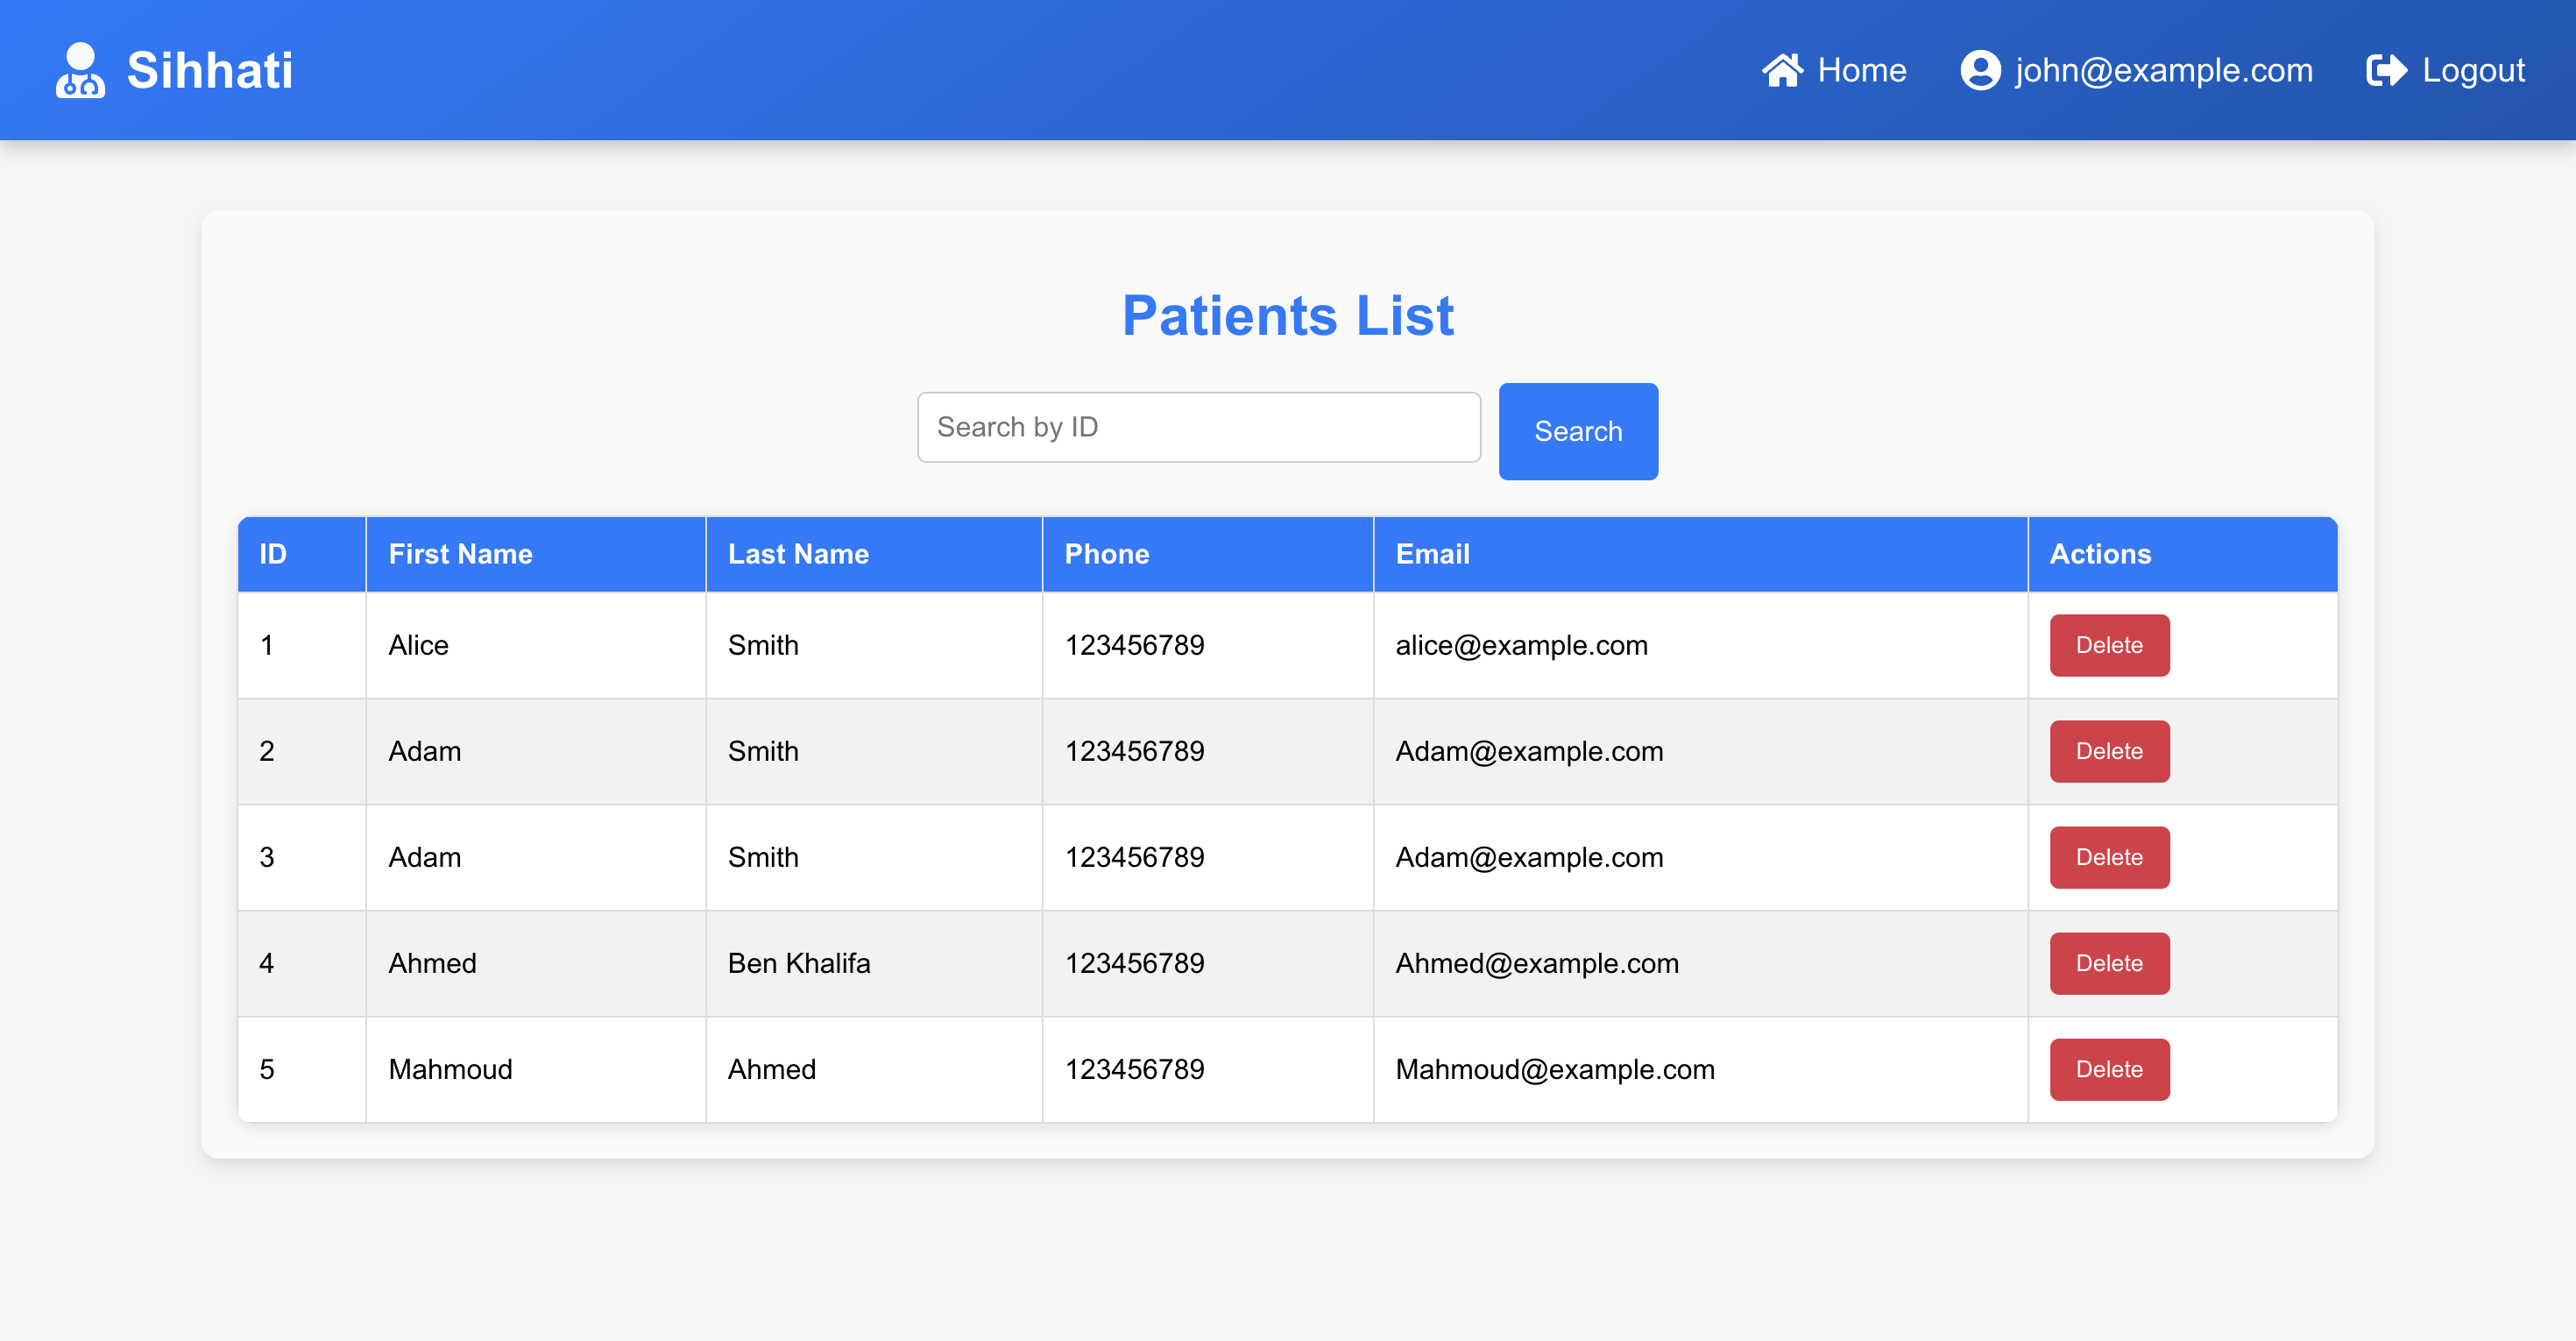 Sihhati
Home john@example.com Logout
Patients List
Search by ID Search
ID First Name Last Name Phone Email Actions
1 Alice Smith 123456789 alice@example.com Delete
2 Adam Smith 123456789 Adam@example.com Delete
3 Adam Smith 123456789 Adam@example.com Delete
4 Ahmed Ben Khalifa 123456789 Ahmed@example.com Delete
5 Mahmoud Ahmed 123456789 Mahmoud@example.com Delete